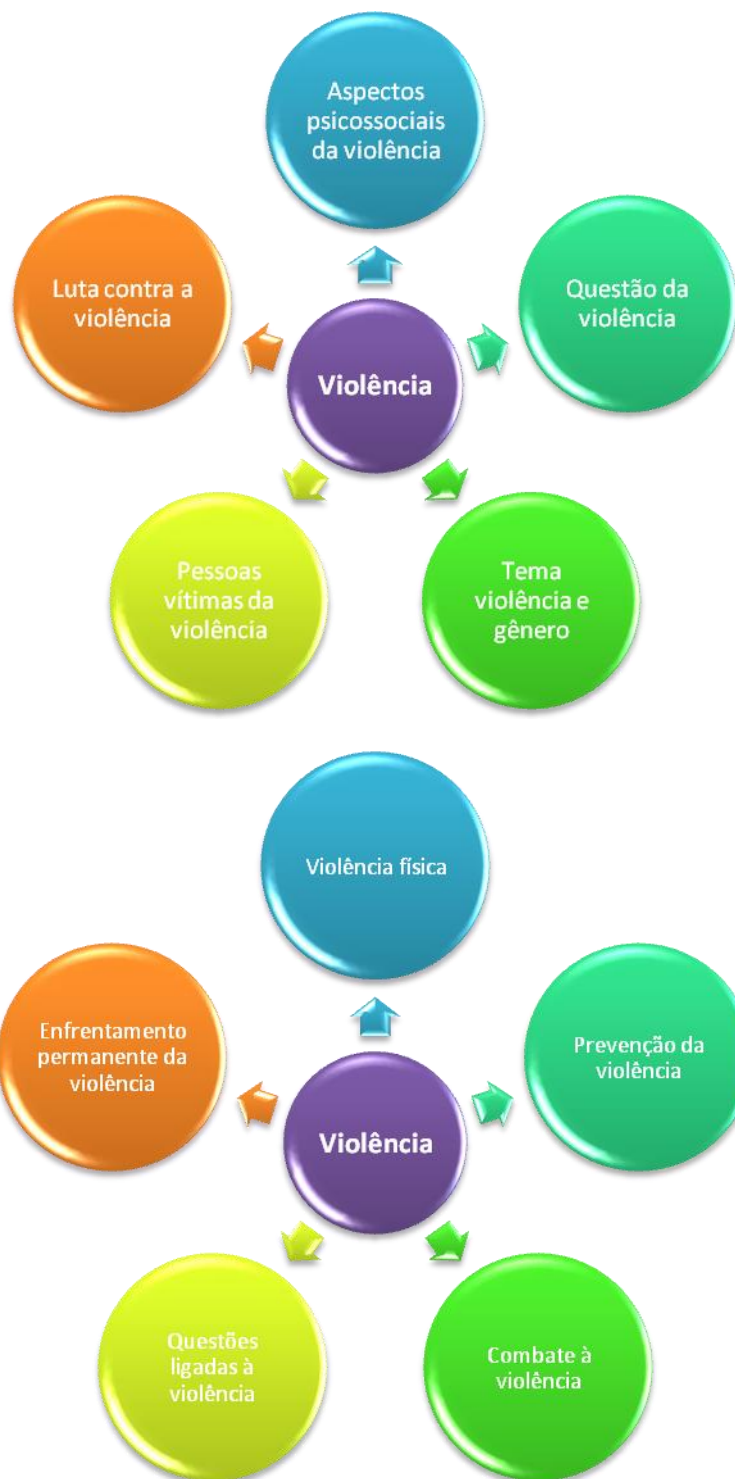 Aspectos
psicossociais
da violência
Luta contra a
violência
Questão da
violência
Violência
Pessoas
vítimas da
violência
Tema
violência e
gênero
Violência física
Enfrentamento
permanente da
violência
Prevenção da
violência
Violência
Questões
ligadas à
violência
Combate à
violência